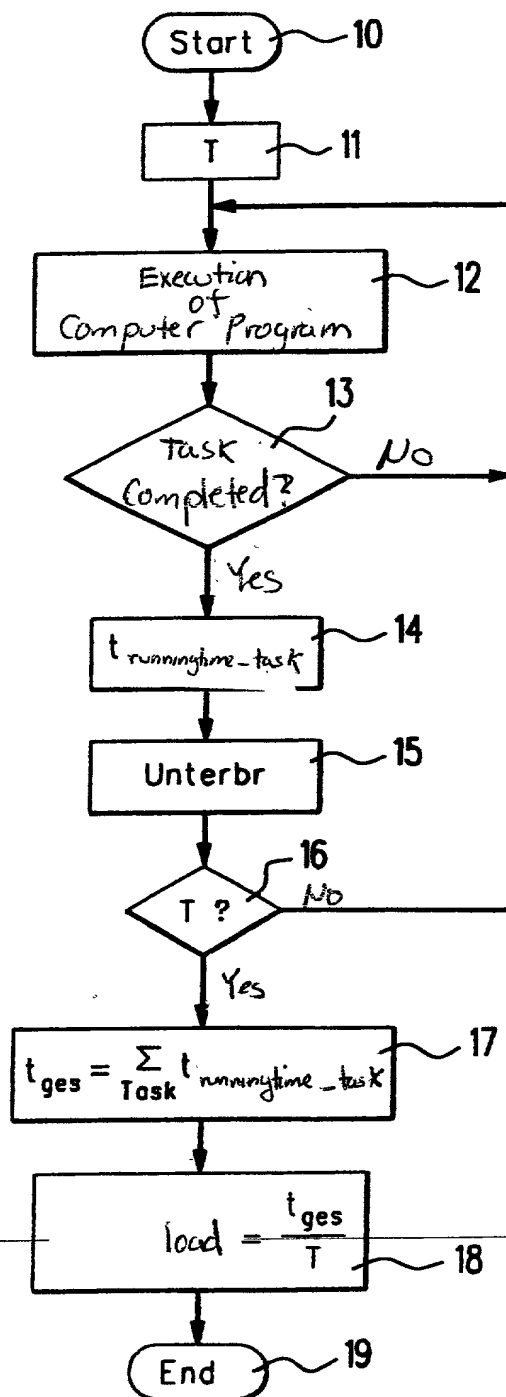 Start 10
T 11
Execution 12
of
Computer Program
13
Task
Completed?
No
Yes
t runningtime_task 14
Unterbr 15
16
T ? No
Yes
t ges = Σ Task t runningtime_task 17
load = t ges / T 18
End 19